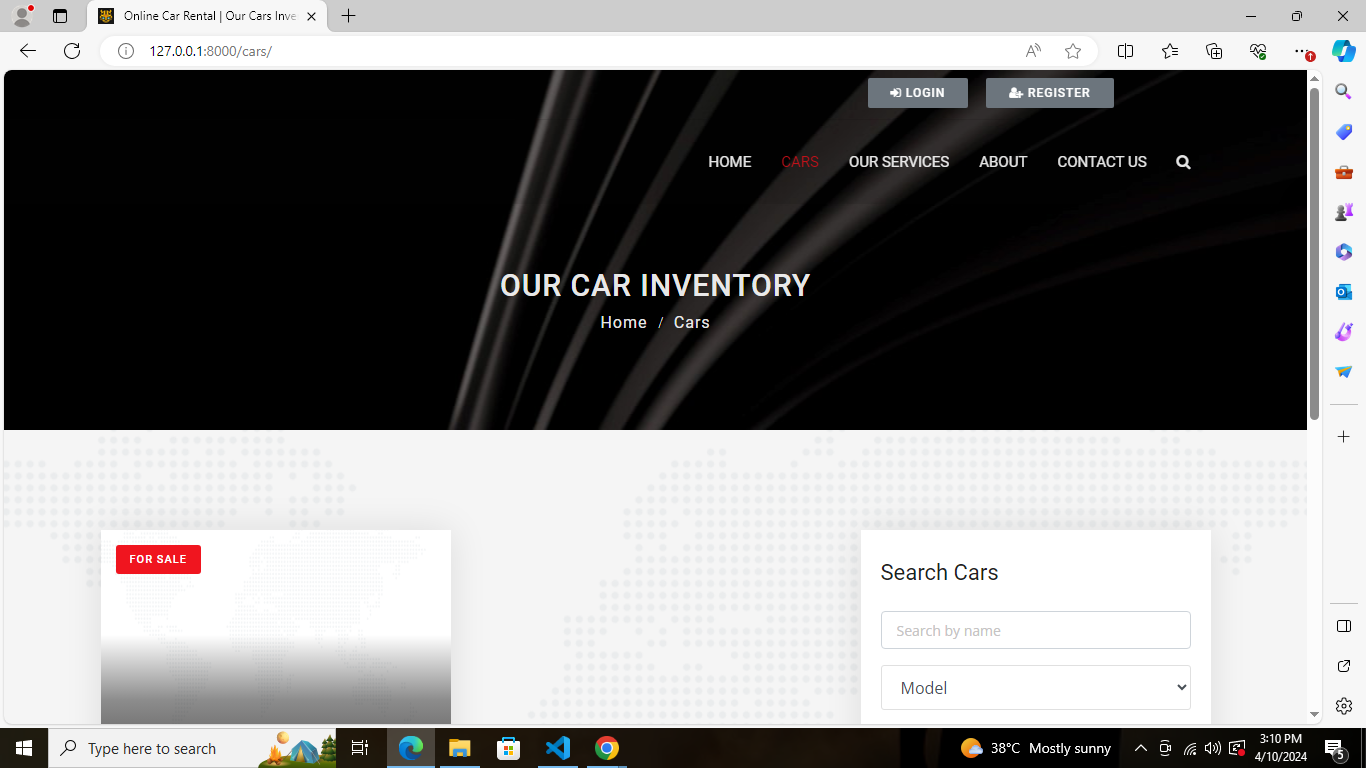 Online Car Rental | Our Cars Inve
127.0.0.1:8000/cars/
LOGIN
REGISTER
HOME
CARS
OUR SERVICES
ABOUT
CONTACT US
OUR CAR INVENTORY
Home / Cars
FOR SALE
Search Cars
Search by name
Model
Type here to search
38°C Mostly sunny
3:10 PM
4/10/2024
5